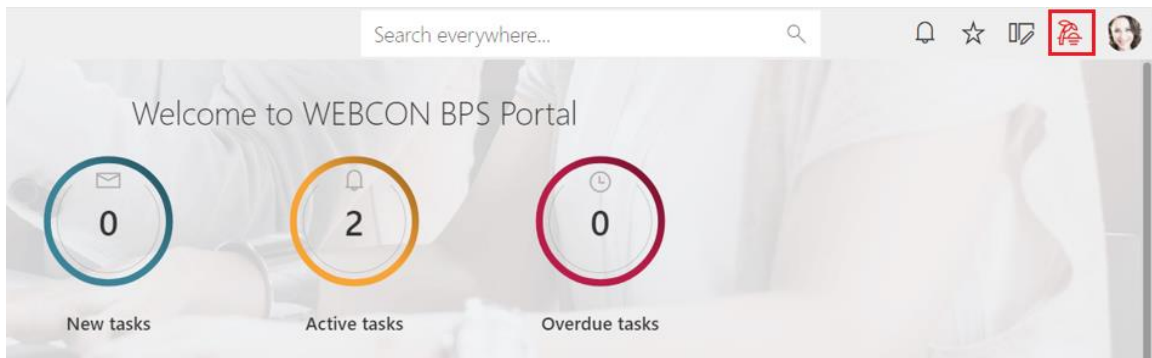 Search everywhere...
Welcome to WEBCON BPS Portal
0
2
0
New tasks
Active tasks
Overdue tasks